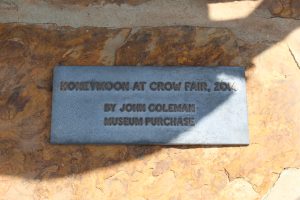 HONEYMOON AT CROW FAIR, 2014
BY JOHN COLEMAN
MUSEUM PURCHASE